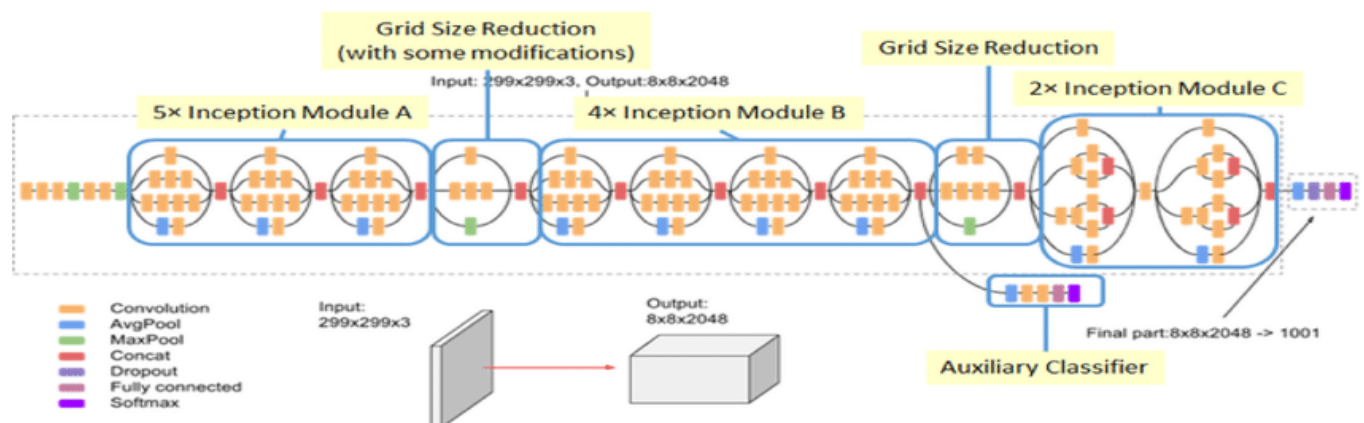 Grid Size Reduction
(with some modifications)
Grid Size Reduction
Input: 299x299x3, Output:8x8x2048
2× Inception Module C
5× Inception Module A
4× Inception Module B
Convolution
AvgPool
MaxPool
Concat
Dropout
Fully connected
Softmax
Input:
299x299x3
Output:
8x8x2048
Final part:8x8x2048 -> 1001
Auxiliary Classifier